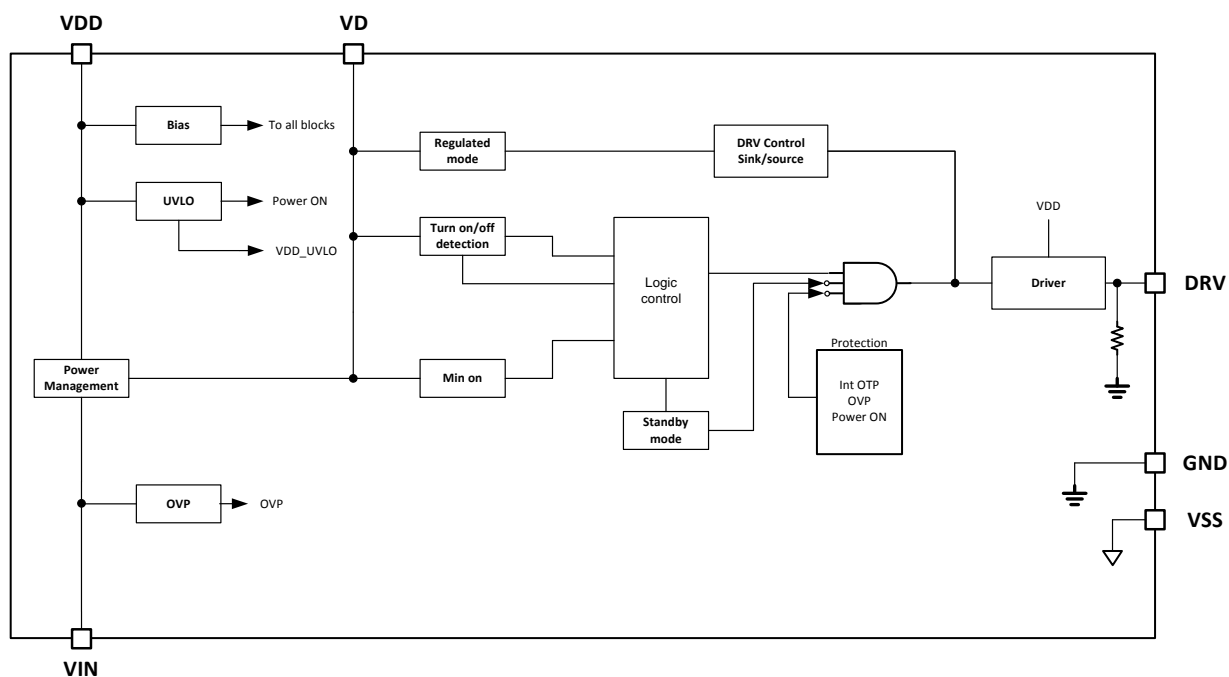 VDD
VD
Bias
To all blocks
Regulated
mode
DRV Control
Sink/source
UVLO
Power ON
VDD_UVLO
Turn on/off
detection
VDD
Logic
control
Driver
DRV
Protection
Power
Management
Min on
Int OTP
OVP
Power ON
Standby
mode
GND
OVP
OVP
VSS
VIN